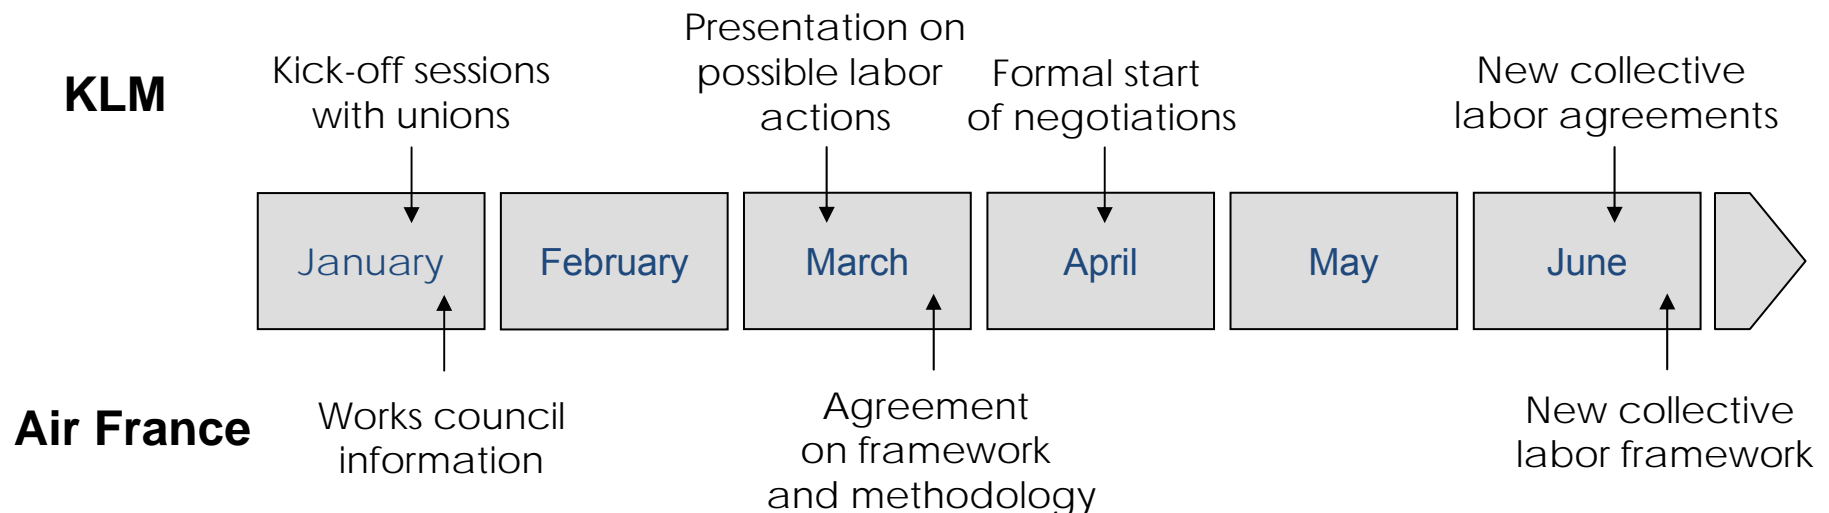 KLM
Kick-off sessions
with unions
Presentation on
possible labor
actions
Formal start
of negotiations
New collective
labor agreements
January
February
March
April
May
June
Air France
Works council
information
Agreement
on framework
and methodology
New collective
labor framework